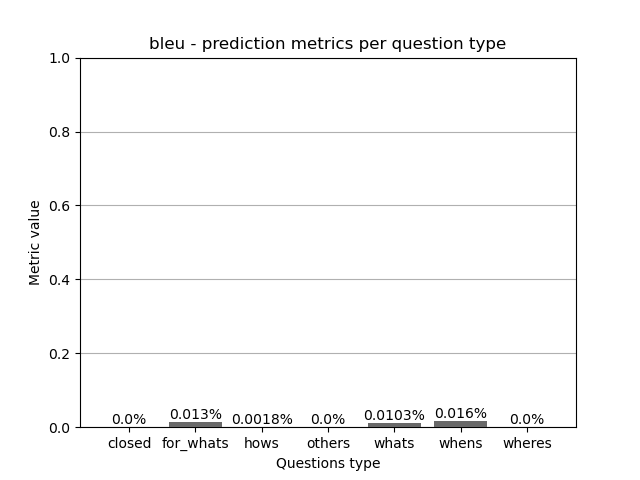 bleu - prediction metrics per question type
1.0
0.8
0.6
0.4
0.2
0.0
Metric value
0.0% 0.013% 0.0018% 0.0% 0.0103% 0.016% 0.0%
closed for_whats hows others whats whens wheres
Questions type